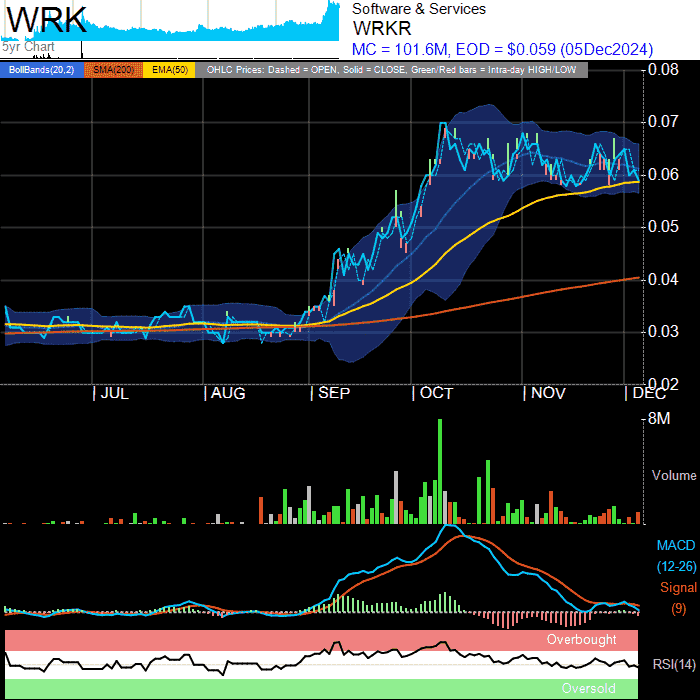 WRK
5yr Chart
Software & Services
WRKR
MC = 101.6M, EOD = $0.059 (05Dec2024)
BollBands(20,2) SMA(200) EMA(50) OHLC Prices: Dashed = OPEN, Solid = CLOSE, Green/Red bars = Intra-day HIGH/LOW
0.08
0.07
0.06
0.05
0.04
0.03
0.02
| JUL | AUG | SEP | OCT | NOV | DEC
8M
Volume
MACD
(12-26)
Signal
(9)
Overbought
RSI(14)
Oversold